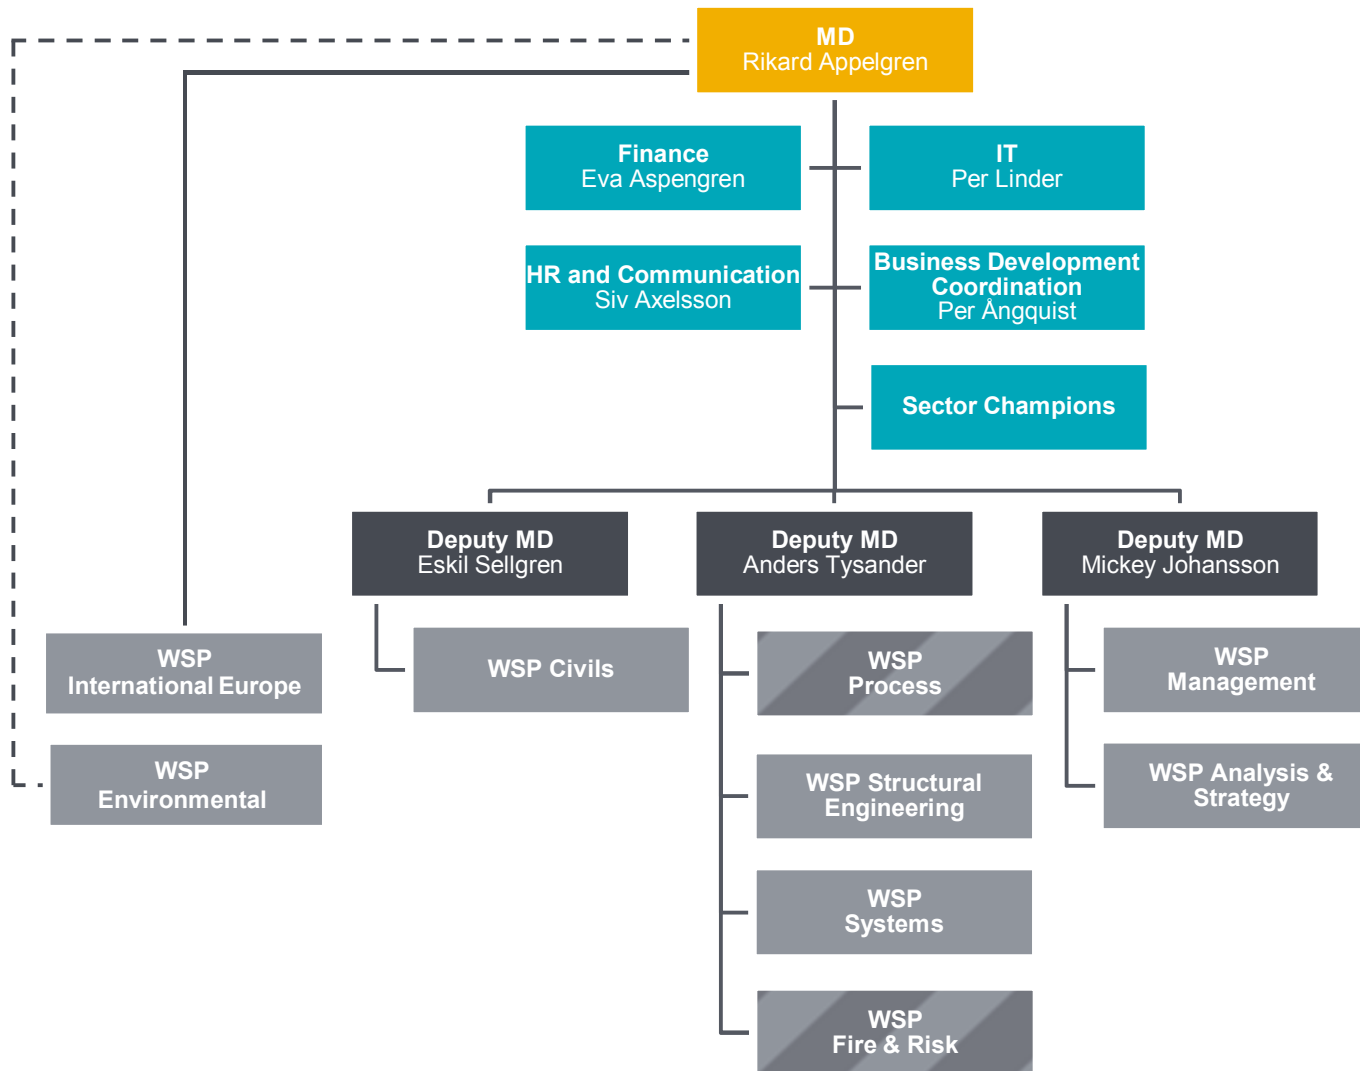 MD
Rikard Appelgren
Finance
Eva Aspengren
IT
Per Linder
HR and Communication
Siv Axelsson
Business Development
Coordination
Per Ångquist
Sector Champions
Deputy MD
Eskil Sellgren
Deputy MD
Anders Tysander
Deputy MD
Mickey Johansson
WSP
International Europe
WSP
Environmental
WSP Civils
WSP
Process
WSP Structural
Engineering
WSP
Systems
WSP
Fire & Risk
WSP
Management
WSP Analysis &
Strategy